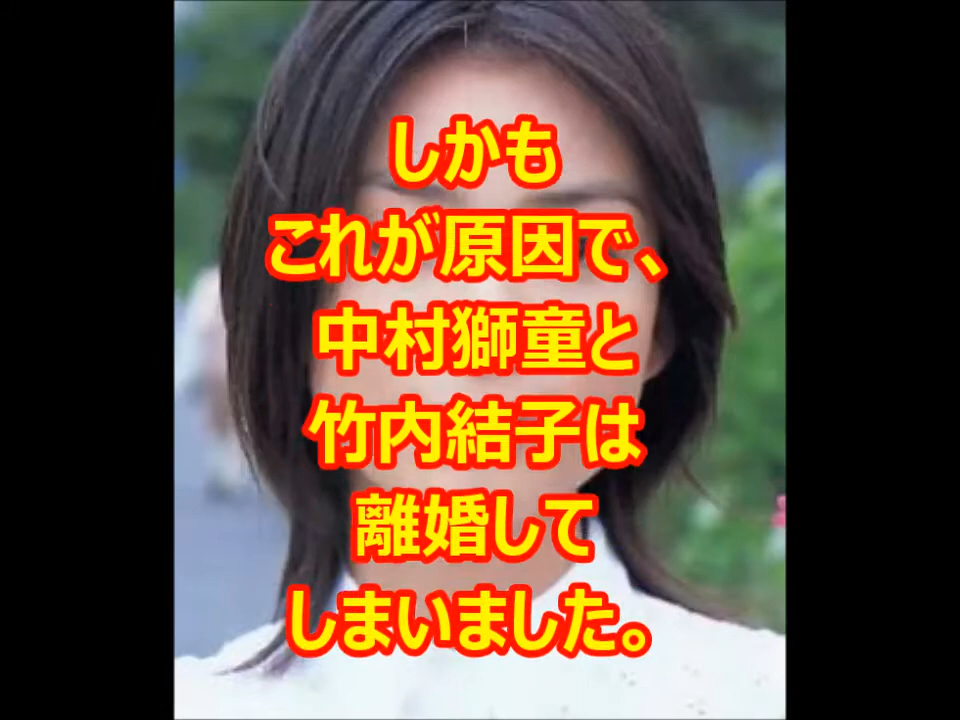 しかも
これが原因で、
中村獅童と
竹内結子は
離婚して
しまいました。